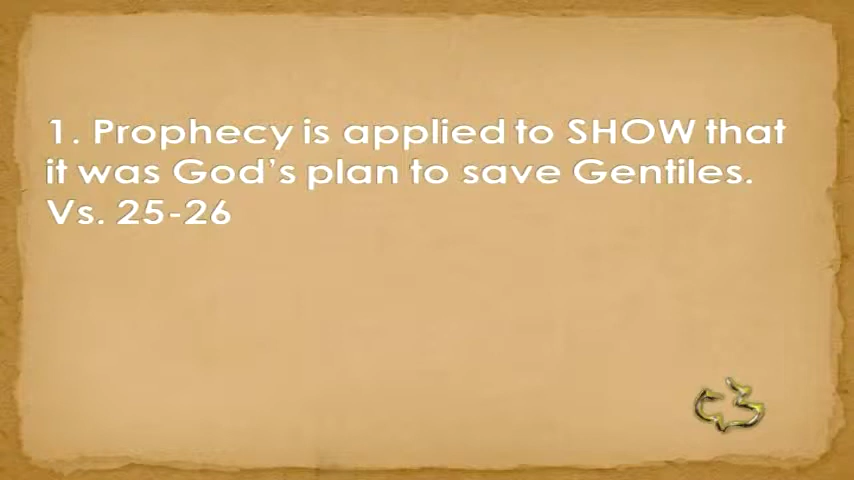 1. Prophecy is applied to SHOW that
it was God's plan to save Gentiles.
Vs. 25-26